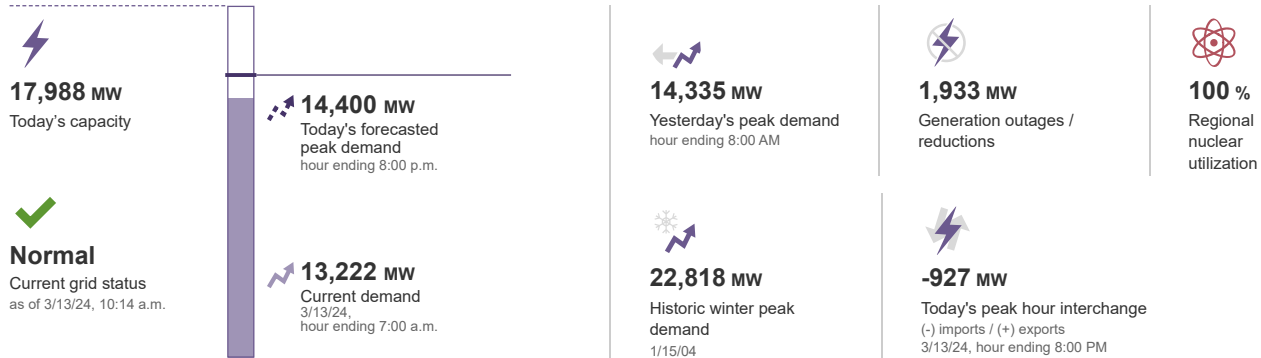 17,988 MW
Today's capacity
Normal
Current grid status
as of 3/13/24, 10:14 a.m.
14,400 MW
Today's forecasted
peak demand
hour ending 8:00 p.m.
13,222 MW
Current demand
3/13/24,
hour ending 7:00 a.m.
14,335 MW
Yesterday's peak demand
hour ending 8:00 AM
1,933 MW
Generation outages /
reductions
100 %
Regional
nuclear
utilization
22,818 MW
Historic winter peak
demand
1/15/04
-927 MW
Today's peak hour interchange
(-) imports / (+) exports
3/13/24, hour ending 8:00 PM